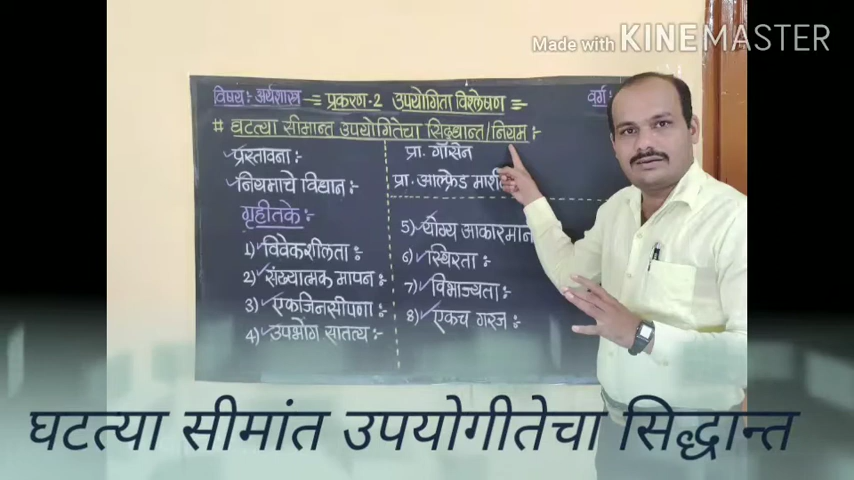 Made with KINEMASTER
विषय:- अर्थशास्त्र
प्रकरण-2 उपयोगिता विश्लेषण
वर्ग:
# घटत्या सीमान्त उपयोगितेचा सिद्धान्त/नियम :-
प्रस्तावना :-
नियमाचे विधान :-
गृहीतके :-
1) विवेकशीलता :-
2) संख्यात्मक मापन :-
3) एकजिनसीपणा :-
4) उपभोग सातत्य :-
प्रा. गॉसेन
प्रा. आल्फ्रेड
5) योग्य आकारमान
6) स्थिरता :-
7) विभाज्यता :-
8) एकच गरज :-
घटत्या सीमांत उपयोगीतेचा सिद्धान्त